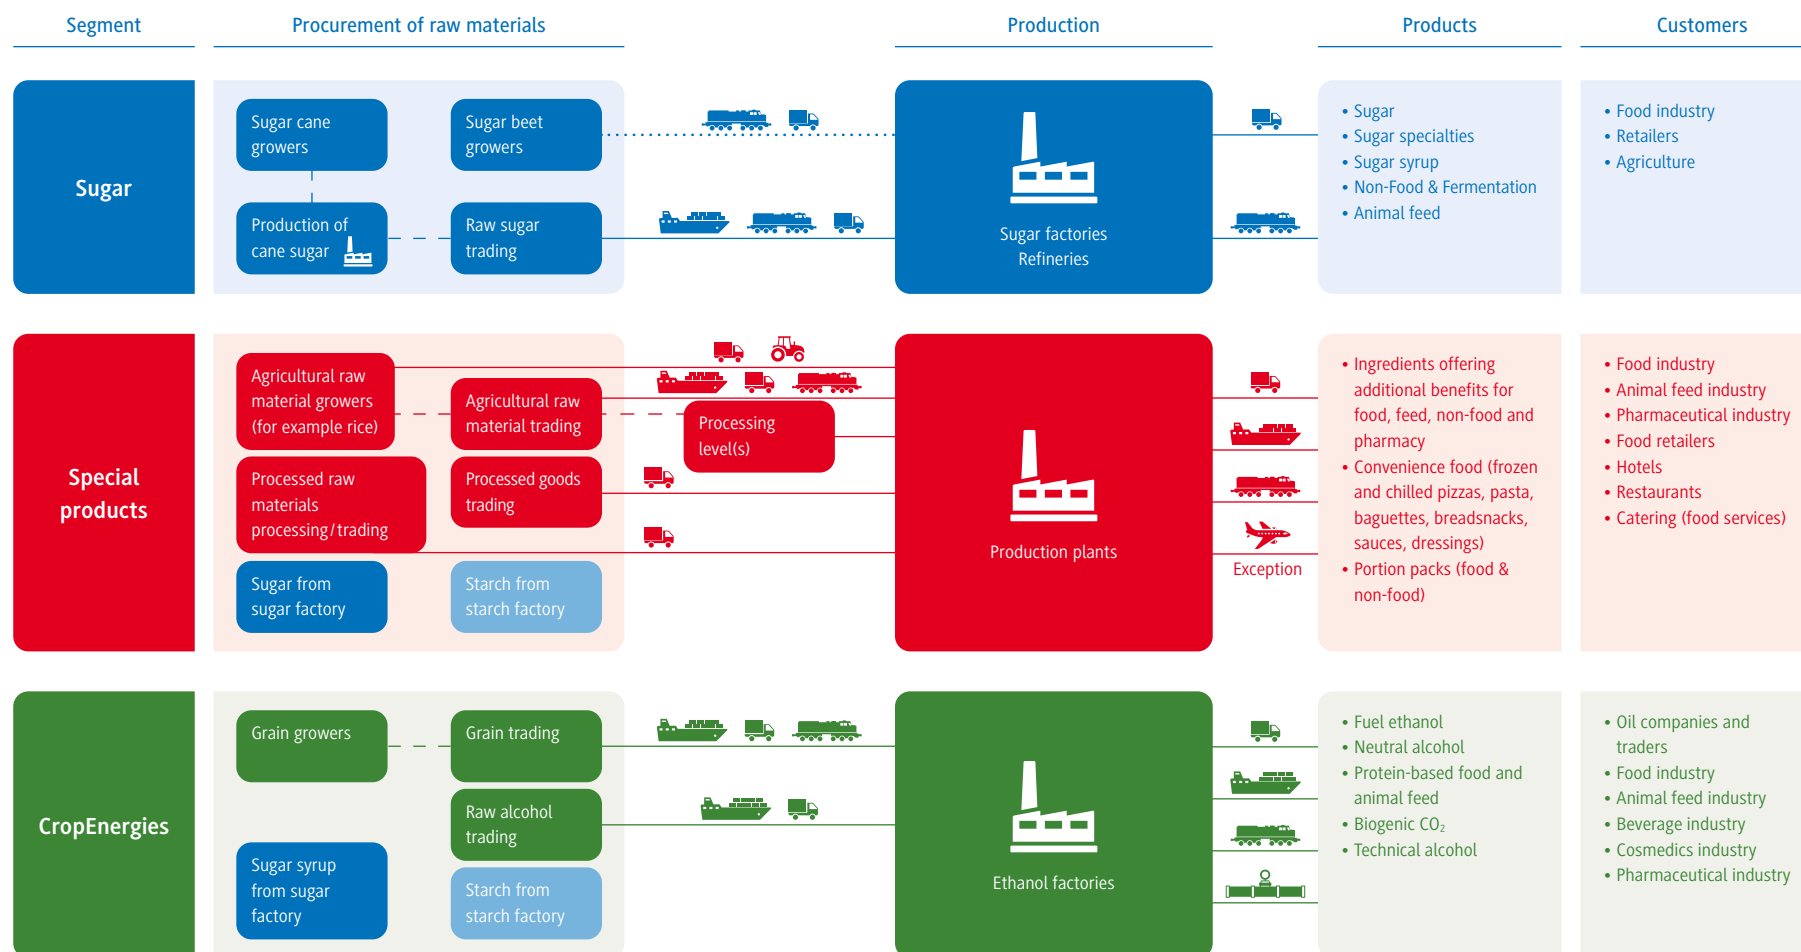 Segment
Procurement of raw materials
Production
Products
Customers
Sugar
Sugar cane
growers
Sugar beet
growers
Production of
cane sugar
Raw sugar
trading
Sugar factories
Refineries
• Sugar
• Sugar specialties
• Sugar syrup
• Non-Food & Fermentation
• Animal feed
• Food industry
• Retailers
• Agriculture
Special
products
Agricultural raw
material growers
(for example rice)
Agricultural raw
material trading
Processing
level(s)
Processed raw
materials
processing/trading
Processed goods
trading
Sugar from
sugar factory
Starch from
starch factory
Production plants
Exception
• Ingredients offering
additional benefits for
food, feed, non-food and
pharmacy
• Convenience food (frozen
and chilled pizzas, pasta,
baguettes, breadsnacks,
sauces, dressings)
• Portion packs (food &
non-food)
• Food industry
• Animal feed industry
• Pharmaceutical industry
• Food retailers
• Hotels
• Restaurants
• Catering (food services)
CropEnergies
Grain growers
Grain trading
Raw alcohol
trading
Sugar syrup
from sugar
factory
Starch from
starch factory
Ethanol factories
• Fuel ethanol
• Neutral alcohol
• Protein-based food and
animal feed
• Biogenic CO₂
• Technical alcohol
• Oil companies and
traders
• Food industry
• Animal feed industry
• Beverage industry
• Cosmetics industry
• Pharmaceutical industry